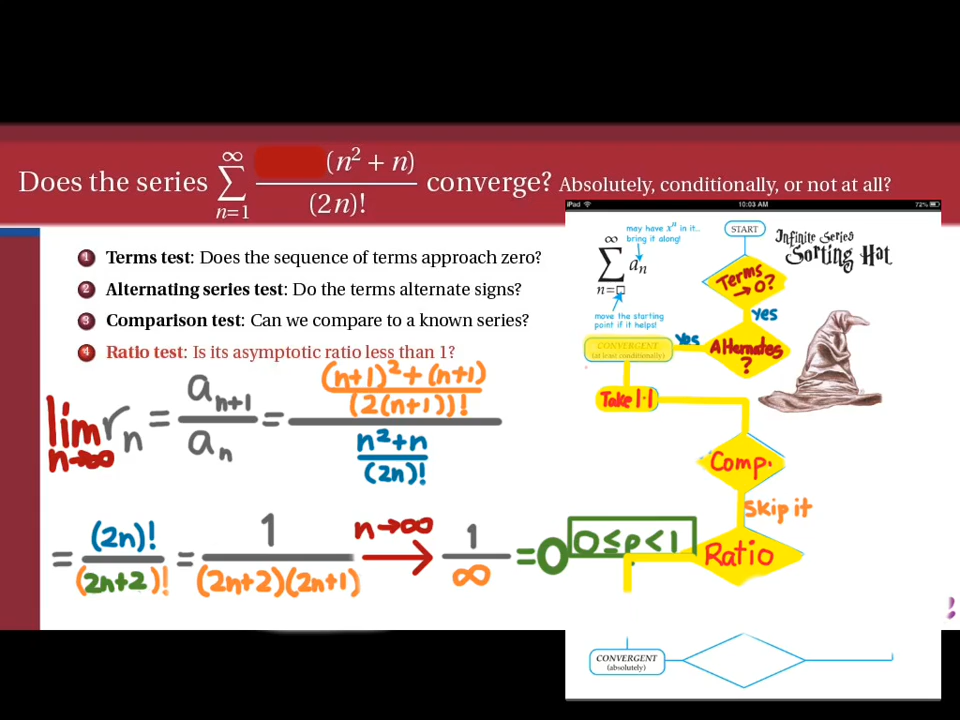 Does the series ∞ ∑ n=1 (n² + n) / (2n)! converge? Absolutely, conditionally, or not at all?
iPad 10:03 AM 72%
1 Terms test: Does the sequence of terms approach zero?
2 Alternating series test: Do the terms alternate signs?
3 Comparison test: Can we compare to a known series?
4 Ratio test: Is its asymptotic ratio less than 1?
lim n→∞ rₙ = aₙ₊₁ / aₙ = ((n+1)² + (n+1)) / (2(n+1))! / (n²+n) / (2n)!
= (2n)! / (2n+2)! = 1 / (2n+2)(2n+1) n→∞ → 1/∞ = 0
may have xⁿ in it..
bring it along!
START
Infinite Series
Sorting Hat
∞ ∑ n=□ aₙ
Terms
→0?
move the starting
point if it helps!
yes
Yes
CONVERGENT
(at least conditionally)
Alternates
?
Take |·|
Comp.
Skip it
0≤ρ<1
Ratio
CONVERGENT
(absolutely)